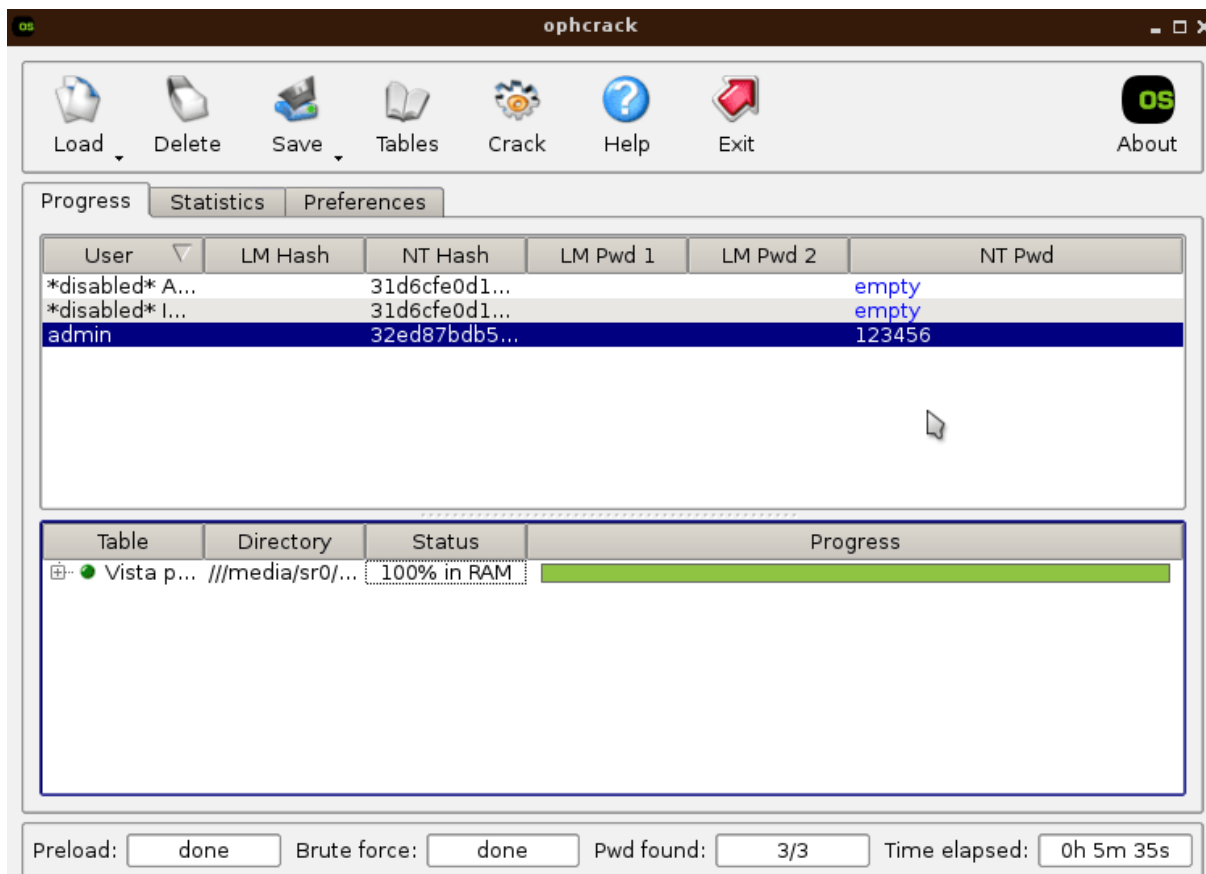 os ophcrack
os
Load Delete Save Tables Crack Help Exit About
Progress Statistics Preferences
User LM Hash NT Hash LM Pwd 1 LM Pwd 2 NT Pwd
*disabled* A... 31d6cfe0d1... empty
*disabled* I... 31d6cfe0d1... empty
admin 32ed87bdb5... 123456
Table Directory Status Progress
Vista p... ///media/sr0/... 100% in RAM
Preload: done Brute force: done Pwd found: 3/3 Time elapsed: 0h 5m 35s